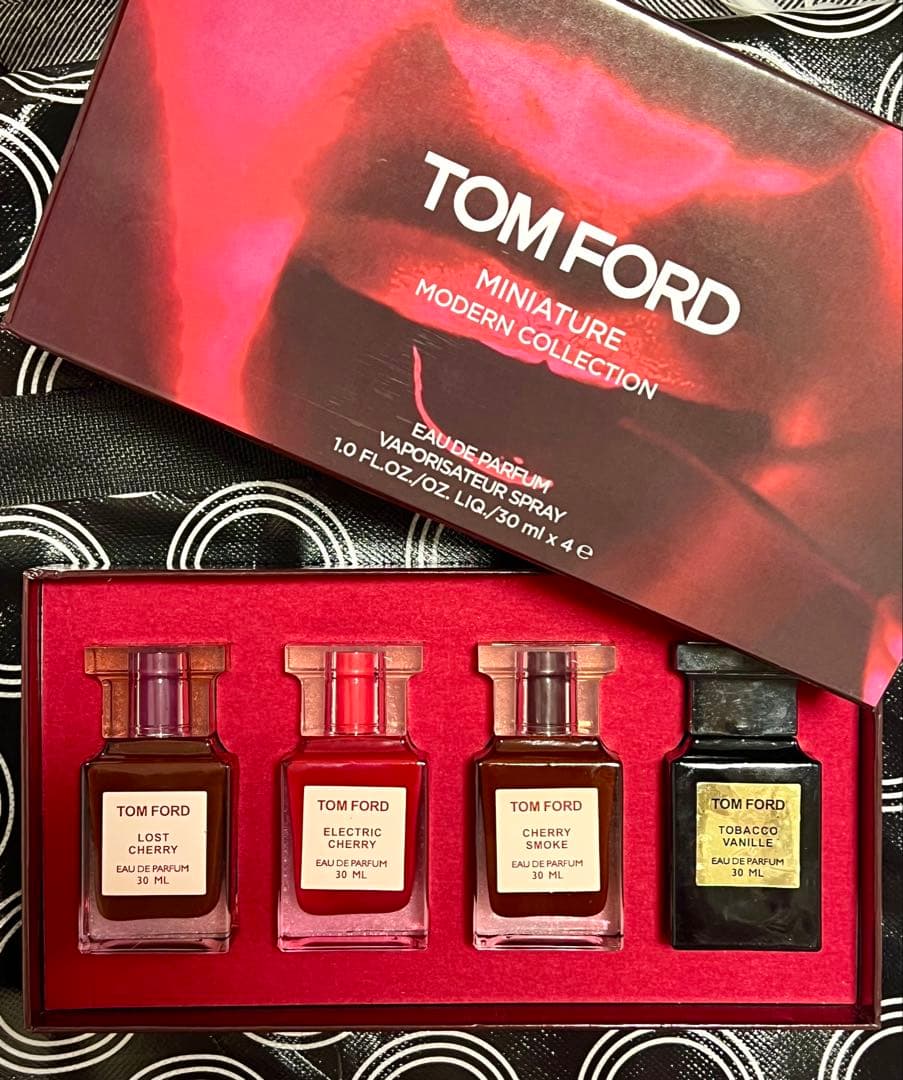 TOM FORD
MINIATURE
MODERN COLLECTION
EAU DE PARFUM
VAPORISATEUR SPRAY
1.0 FL.OZ./OZ. LIQ./30 ml x 4 ℮
TOM FORD
LOST
CHERRY
EAU DE PARFUM
30 ML
TOM FORD
ELECTRIC
CHERRY
EAU DE PARFUM
30 ML
TOM FORD
CHERRY
SMOKE
EAU DE PARFUM
30 ML
TOM FORD
TOBACCO
VANILLE
EAU DE PARFUM
30 ML